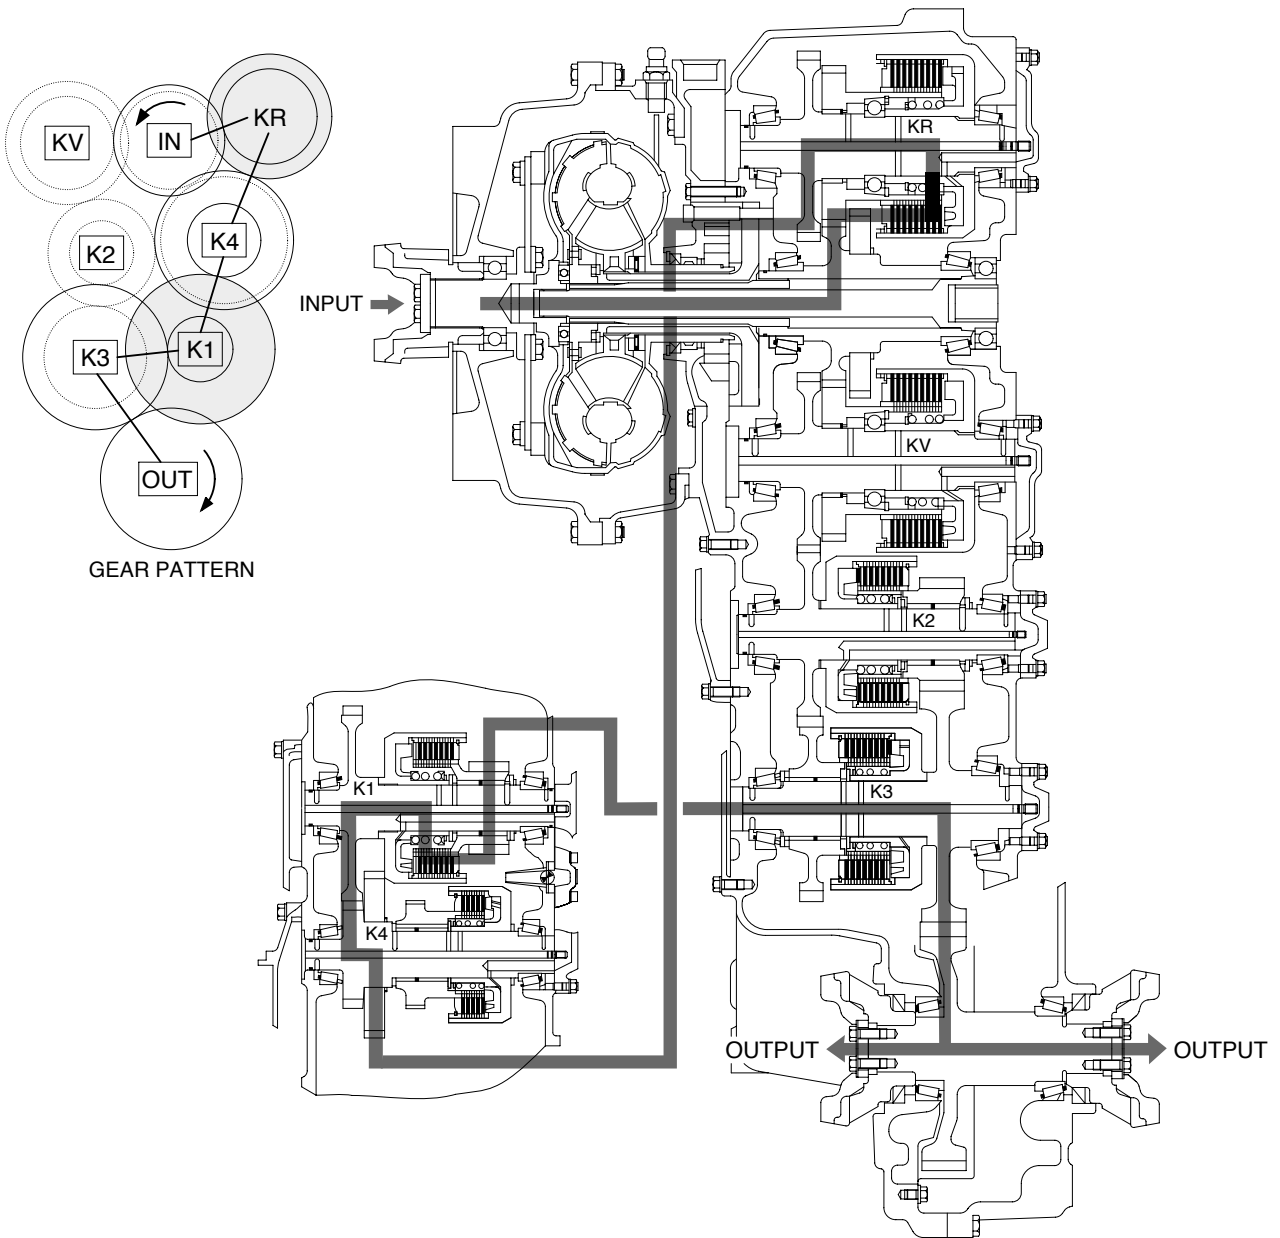 KV
IN
KR
K2
K4
K3
K1
OUT
GEAR PATTERN
INPUT
KR
KV
K2
K3
K1
K4
OUTPUT
OUTPUT